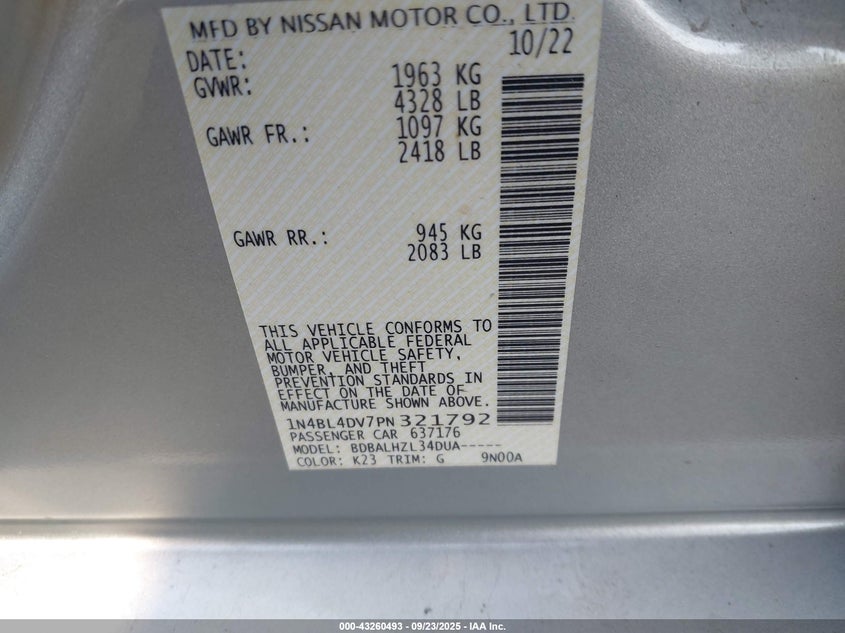 MFD BY NISSAN MOTOR CO., LTD.
DATE: 10/22
GVWR: 1963 KG
4328 LB
GAWR FR.: 1097 KG
2418 LB
GAWR RR.: 945 KG
2083 LB
THIS VEHICLE CONFORMS TO
ALL APPLICABLE FEDERAL
MOTOR VEHICLE SAFETY,
BUMPER, AND THEFT
PREVENTION STANDARDS IN
EFFECT ON THE DATE OF
MANUFACTURE SHOWN ABOVE.
1N4BL4DV7PN321792
PASSENGER CAR 637176
MODEL: BDBALHZL34DUA-----
COLOR: K23 TRIM: G 9N00A
000-43260493 - 09/23/2025 - IAA Inc.